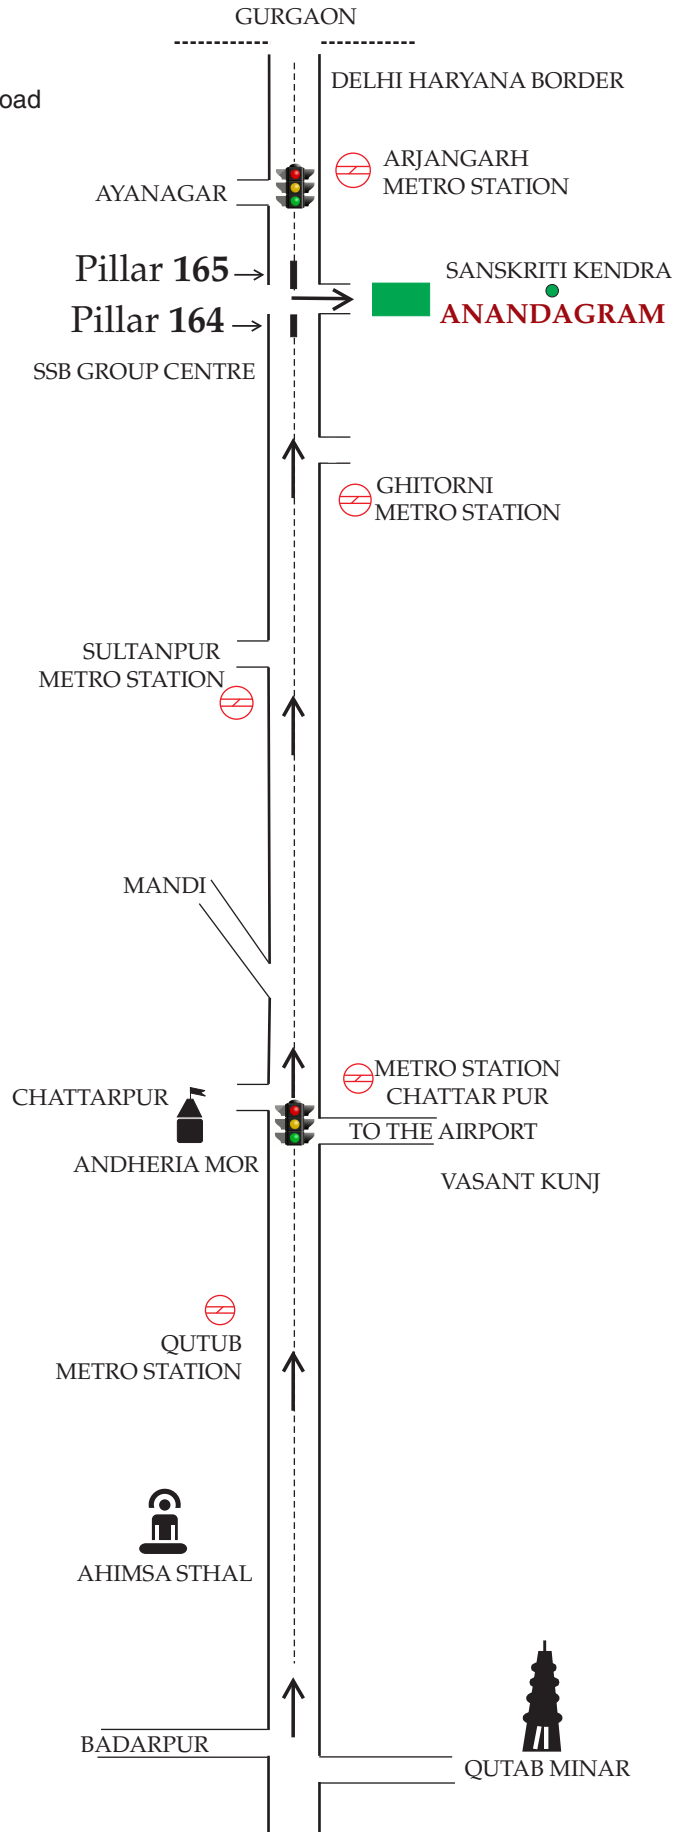 GURGAON
DELHI HARYANA BORDER
oad
ARJANGARH
METRO STATION
AYANAGAR
Pillar 165
SANSKRITI KENDRA
ANANDAGRAM
Pillar 164
SSB GROUP CENTRE
GHITORNI
METRO STATION
SULTANPUR
METRO STATION
MANDI
METRO STATION
CHATTAR PUR
CHATTARPUR
TO THE AIRPORT
ANDHERIA MOR
VASANT KUNJ
QUTUB
METRO STATION
AHIMSA STHAL
BADARPUR
QUTAB MINAR